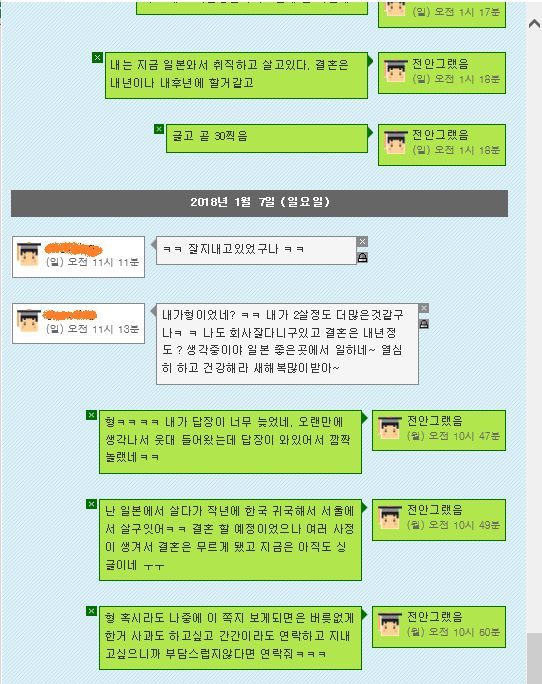 (일) 오전 1시 17분
내는 지금 일본와서 취직하고 살고있다. 결혼은
내년이나 내후년에 할거같고
전안그랬음
(일) 오전 1시 18분
글고 곧 30찍음
전안그랬음
(일) 오전 1시 18분
2018년 1월 7일 (일요일)
(일) 오전 11시 11분
ㅋㅋ 잘지내고있었구나 ㅋㅋ
(일) 오전 11시 13분
내가형이었네? ㅋㅋ 내가 2살정도 더많은것같구
나ㅋ ㅋ 나도 회사잘다니구있고 결혼은 내년정
도 ? 생각중이야 일본 좋은곳에서 일하네~ 열심
히 하고 건강해라 새해복많이받아~
형ㅋㅋㅋㅋ 내가 답장이 너무 늦었네, 오랜만에
생각나서 웃대 들어왔는데 답장이 와있어서 깜짝
놀랬네ㅋㅋ
전안그랬음
(월) 오전 10시 47분
난 일본에서 살다가 작년에 한국 귀국해서 서울에
서 살구잇어ㅋㅋ 결혼 할 예정이었으나 여러 사정
이 생겨서 결혼은 무르게 됐고 지금은 아직도 싱
글이네 ㅜㅜ
전안그랬음
(월) 오전 10시 49분
형 혹시라도 나중에 이 쪽지 보게되면은 버릇없게
한거 사과도 하고싶고 간간이라도 연락하고 지내
고싶으니까 부담스럽지않다면 연락줘ㅋㅋㅋ
전안그랬음
(월) 오전 10시 50분